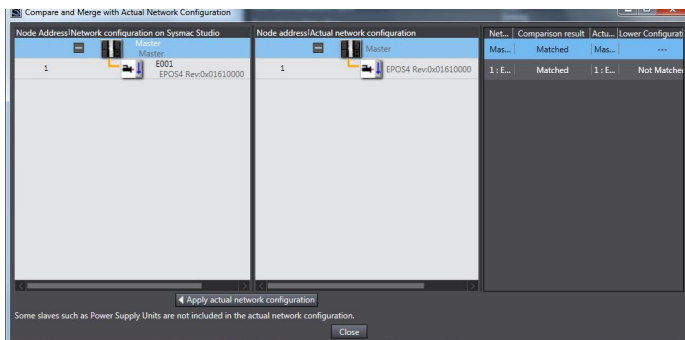 Compare and Merge with Actual Network Configuration
Node Address|Network configuration on Sysmac Studio
Node address|Actual network configuration
Net... Comparison result Actu... Lower Configurati
Master
Master
Master
Mas... Matched Mas... ---
1 E001
EPOS4 Rev:0x01610000
1 EPOS4 Rev:0x01610000
1 : E... Matched 1 : E... Not Matche
Apply actual network configuration
Some slaves such as Power Supply Units are not included in the actual network configuration.
Close